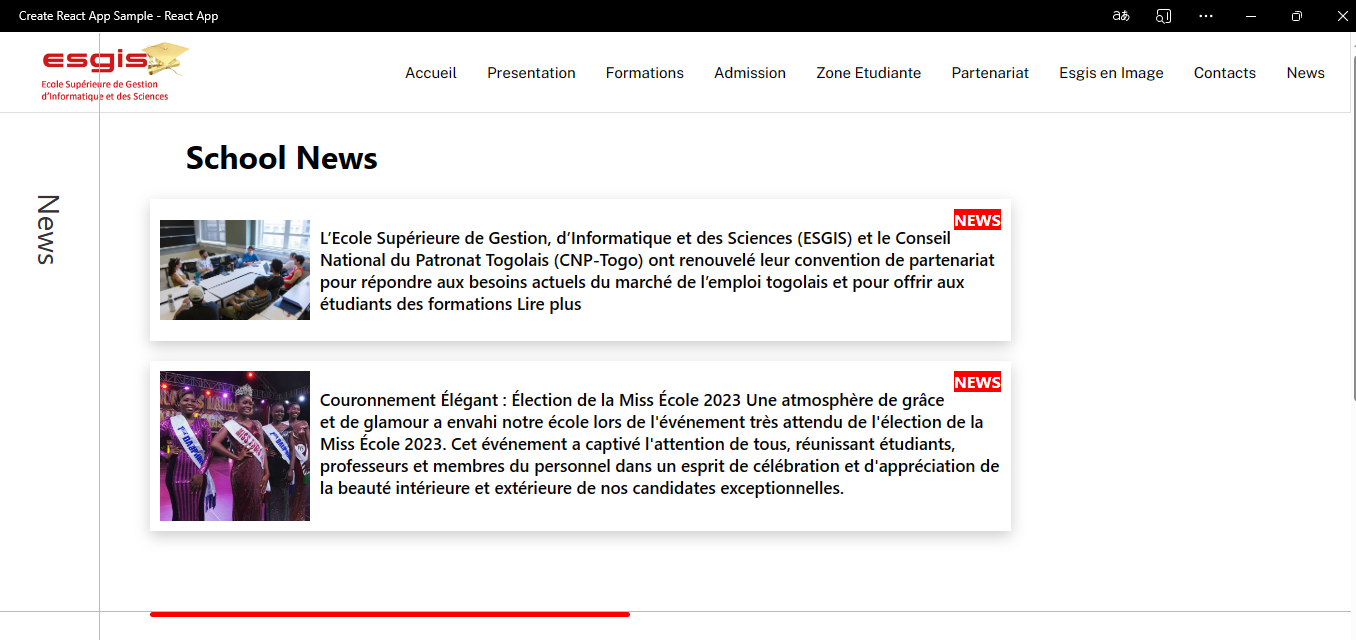 Create React App Sample - React App
aあ
esgis
Ecole Supérieure de Gestion
d'Informatique et des Sciences
Accueil Presentation Formations Admission Zone Etudiante Partenariat Esgis en Image Contacts News
News
School News
NEWS
L’Ecole Supérieure de Gestion, d’Informatique et des Sciences (ESGIS) et le Conseil
National du Patronat Togolais (CNP-Togo) ont renouvelé leur convention de partenariat
pour répondre aux besoins actuels du marché de l’emploi togolais et pour offrir aux
étudiants des formations Lire plus
NEWS
Couronnement Élégant : Élection de la Miss École 2023 Une atmosphère de grâce
et de glamour a envahi notre école lors de l'événement très attendu de l'élection de la
Miss École 2023. Cet événement a captivé l'attention de tous, réunissant étudiants,
professeurs et membres du personnel dans un esprit de célébration et d'appréciation de
la beauté intérieure et extérieure de nos candidates exceptionnelles.